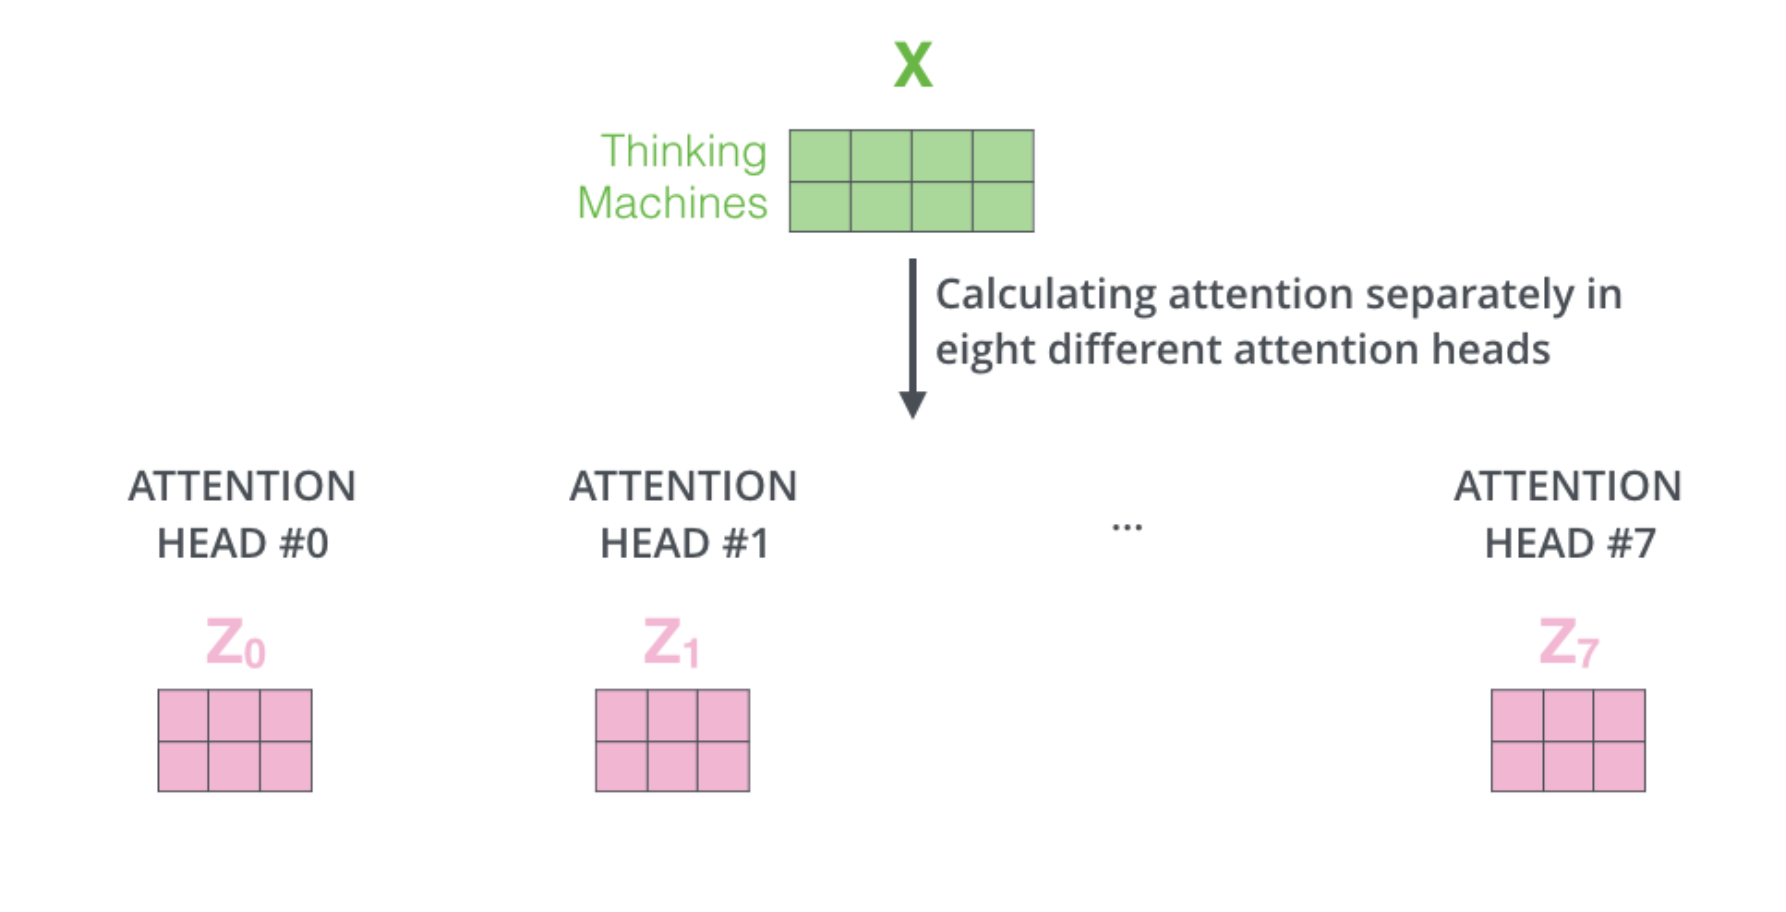 X
Thinking
Machines
Calculating attention separately in
eight different attention heads
ATTENTION
HEAD #0
ATTENTION
HEAD #1
...
ATTENTION
HEAD #7
Z0
Z1
Z7